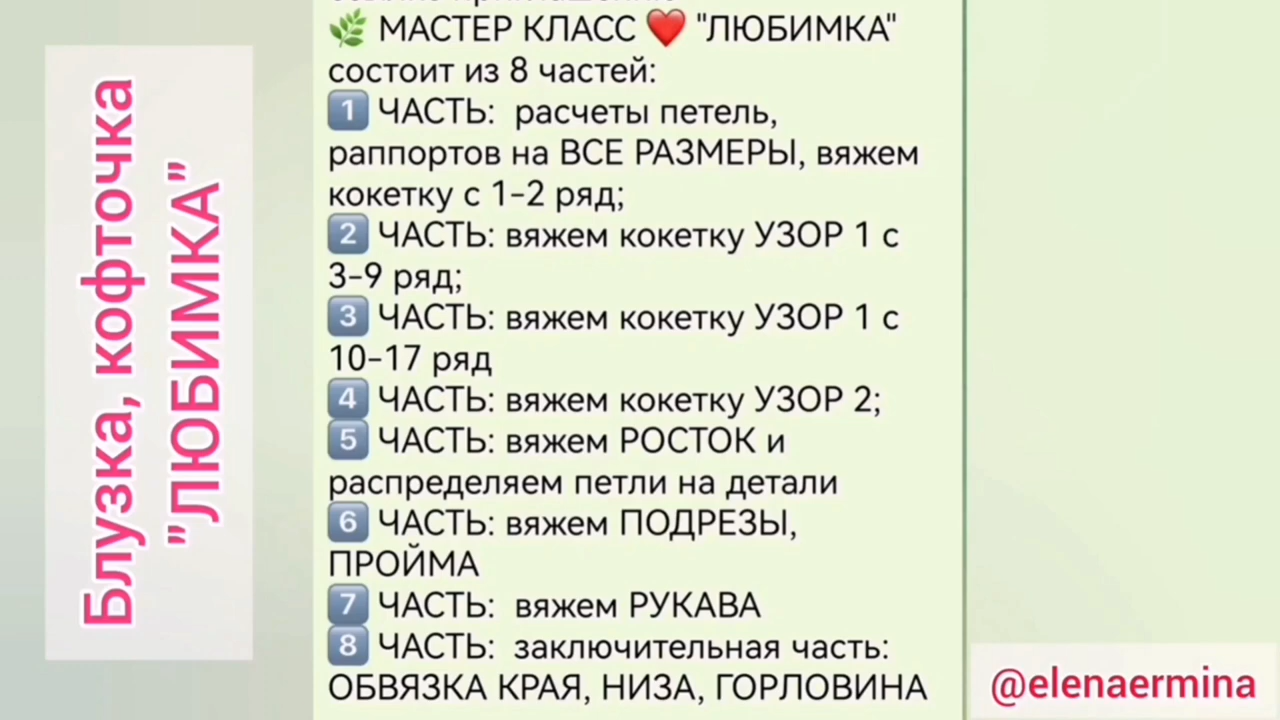 Блузка, кофточка
"ЛЮБИМКА"
🌿 МАСТЕР КЛАСС ❤️ "ЛЮБИМКА"
состоит из 8 частей:
1️⃣ ЧАСТЬ: расчеты петель,
раппортов на ВСЕ РАЗМЕРЫ, вяжем
кокетку с 1-2 ряд;
2️⃣ ЧАСТЬ: вяжем кокетку УЗОР 1 с
3-9 ряд;
3️⃣ ЧАСТЬ: вяжем кокетку УЗОР 1 с
10-17 ряд
4️⃣ ЧАСТЬ: вяжем кокетку УЗОР 2;
5️⃣ ЧАСТЬ: вяжем РОСТОК и
распределяем петли на детали
6️⃣ ЧАСТЬ: вяжем ПОДРЕЗЫ,
ПРОЙМА
7️⃣ ЧАСТЬ: вяжем РУКАВА
8️⃣ ЧАСТЬ: заключительная часть:
ОБВЯЗКА КРАЯ, НИЗА, ГОРЛОВИНА
@elenaermina